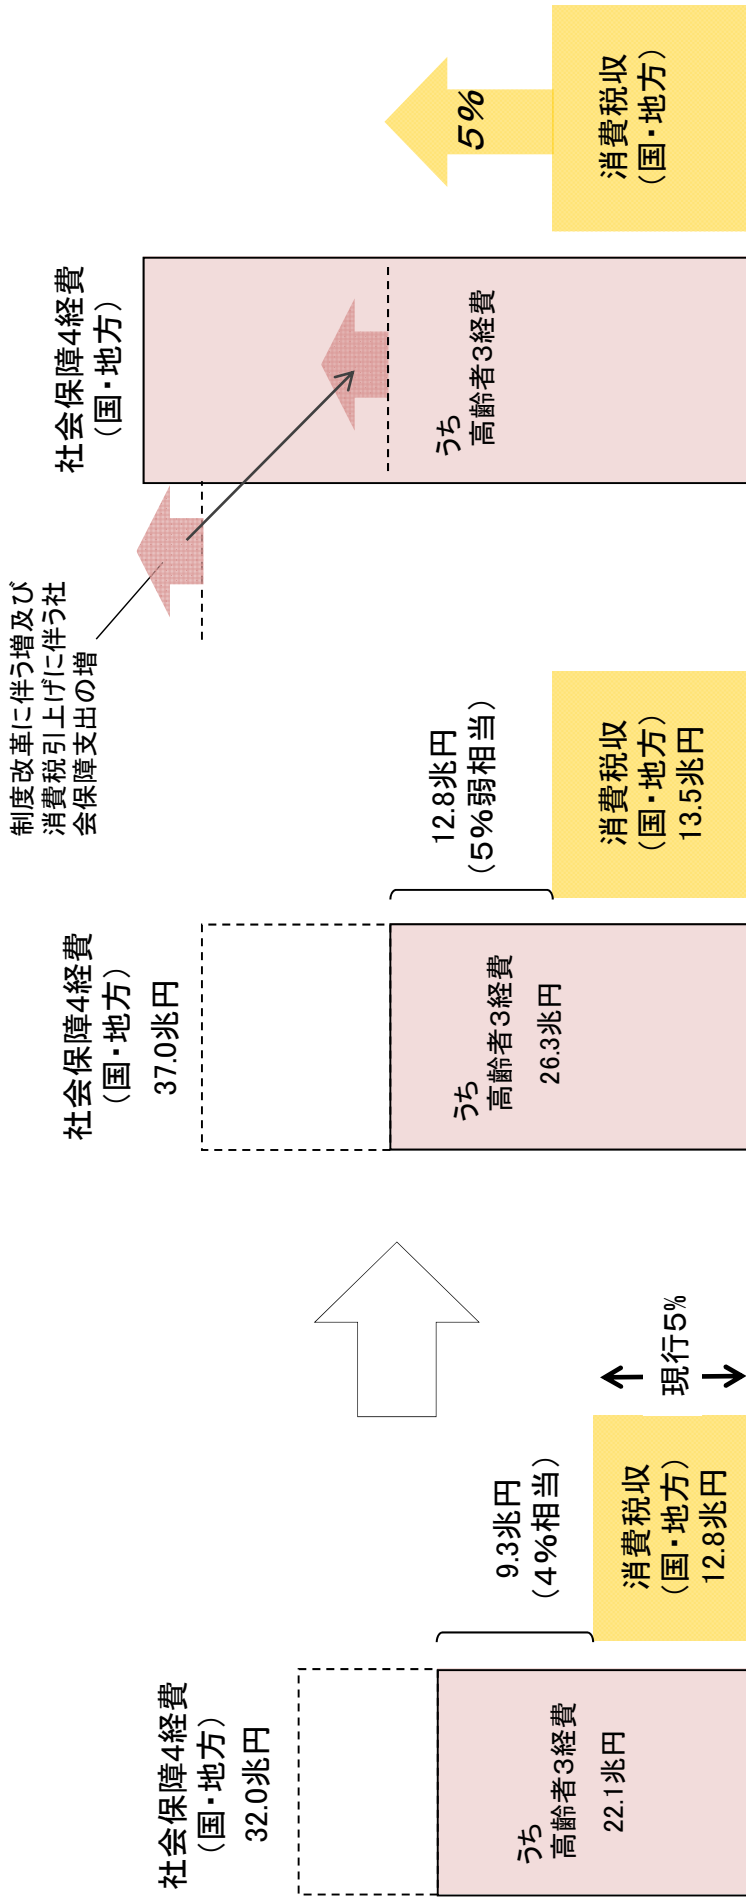 社会保障4経費
(国・地方)
32.0兆円
うち
高齢者3経費
22.1兆円
9.3兆円
(4%相当)
消費税収
(国・地方)
12.8兆円
現行5%
社会保障4経費
(国・地方)
37.0兆円
うち
高齢者3経費
26.3兆円
12.8兆円
(5%弱相当)
消費税収
(国・地方)
13.5兆円
制度改革に伴う増及び
消費税引上げに伴う社
会保障支出の増
社会保障4経費
(国・地方)
うち
高齢者3経費
5%
消費税収
(国・地方)